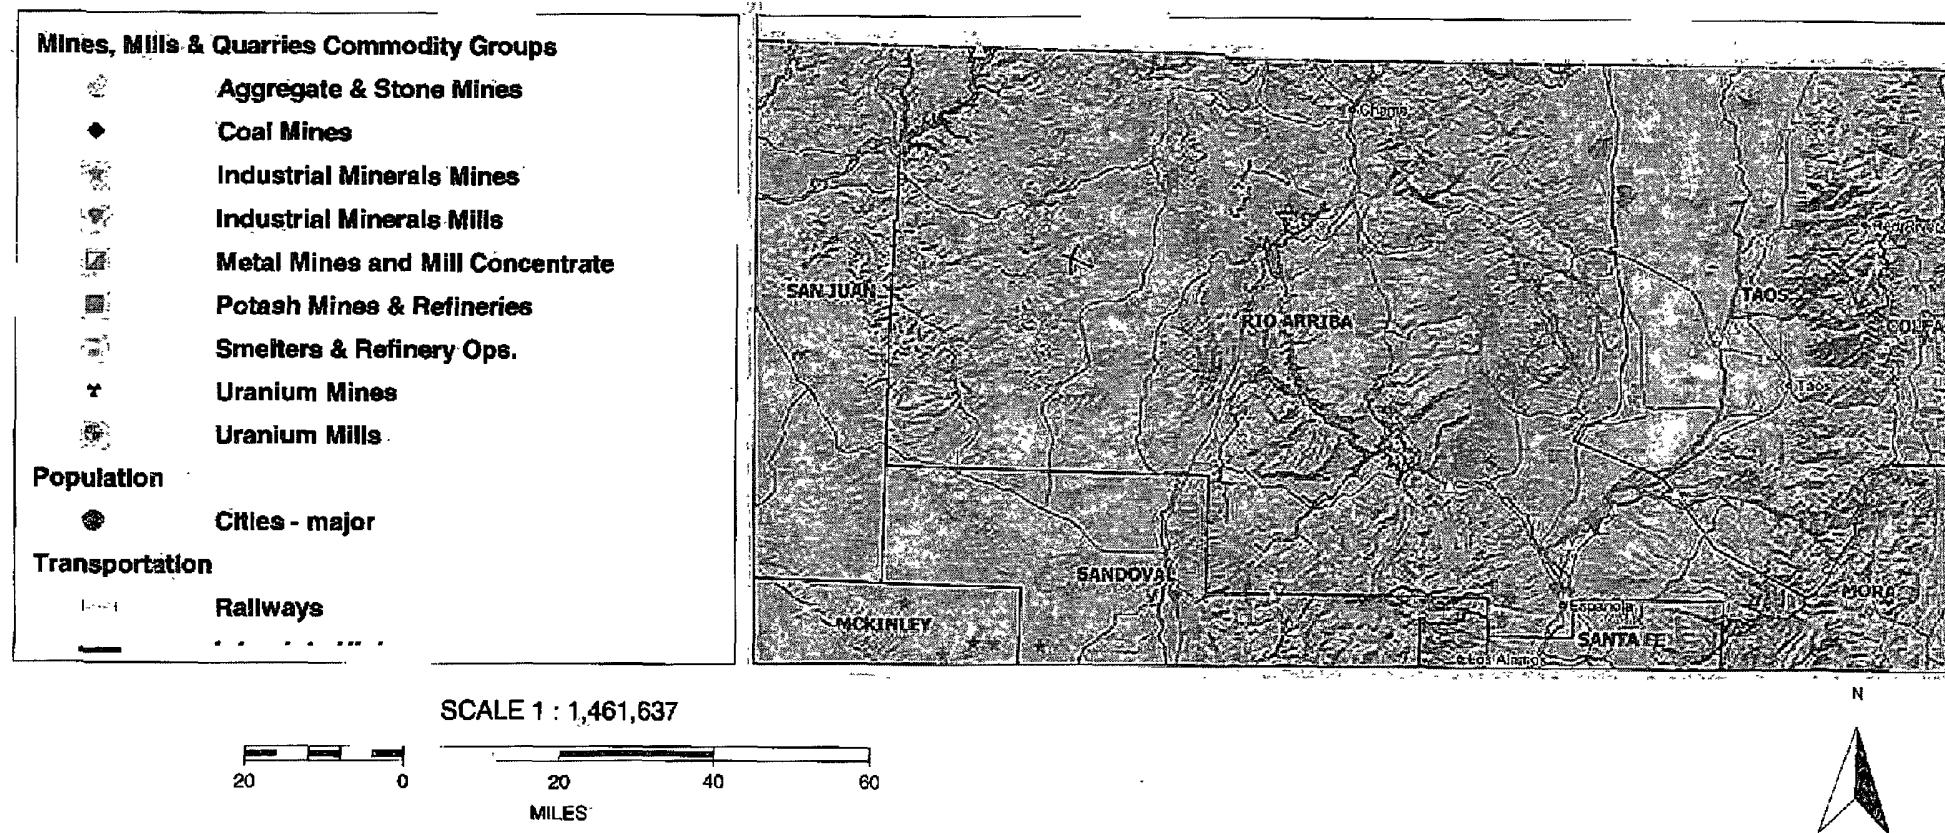 Mines, Mills & Quarries Commodity Groups
Aggregate & Stone Mines
Coal Mines
Industrial Minerals Mines
Industrial Minerals Mills
Metal Mines and Mill Concentrate
Potash Mines & Refineries
Smelters & Refinery Ops.
Uranium Mines
Uranium Mills
Population
Cities - major
Transportation
Railways
Chama
SAN JUAN
RIO ARRIBA
TAOS
COLFA
Taos
SANDOVAL
MCKINLEY
Espanola
SANTA FE
MORA
Los Alamos
SCALE 1 : 1,461,637
20 0 20 40 60
MILES
N